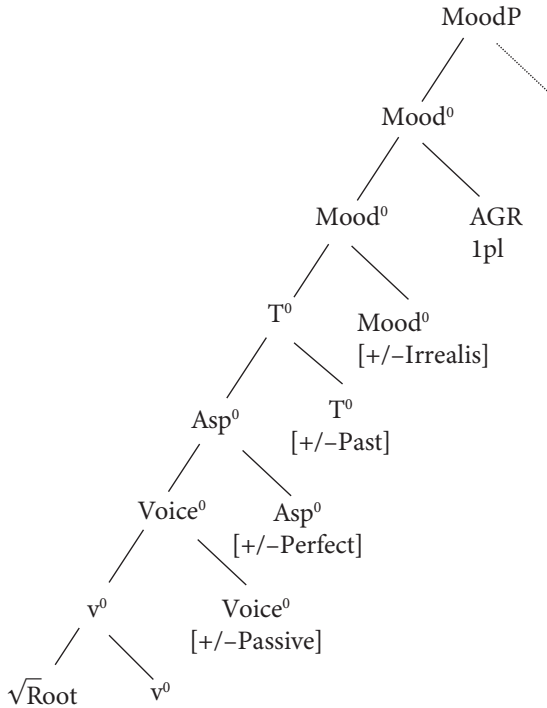 MoodP
Mood⁰
Mood⁰ AGR
1pl
T⁰ Mood⁰
[+/–Irrealis]
Asp⁰ T⁰
[+/–Past]
Voice⁰ Asp⁰
[+/–Perfect]
v⁰ Voice⁰
[+/–Passive]
√Root v⁰